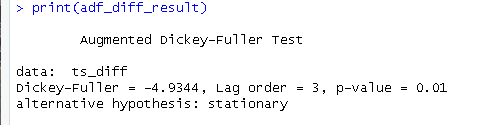 > print(adf_diff_result)
Augmented Dickey-Fuller Test
data:  ts_diff
Dickey-Fuller = -4.9344, Lag order = 3, p-value = 0.01
alternative hypothesis: stationary